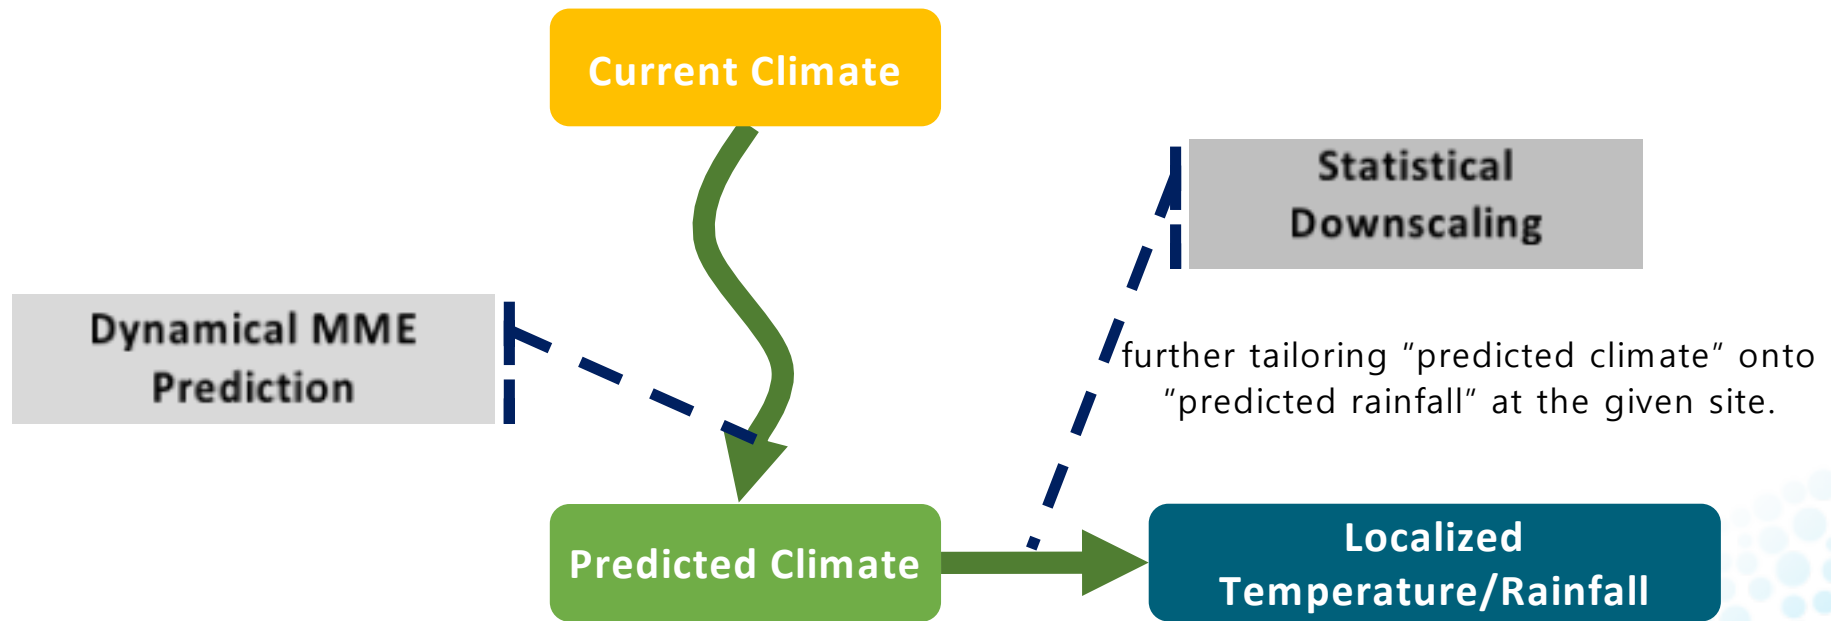 Current Climate
Statistical
Downscaling
Dynamical MME
Prediction
further tailoring "predicted climate" onto
"predicted rainfall" at the given site.
Predicted Climate
Localized
Temperature/Rainfall